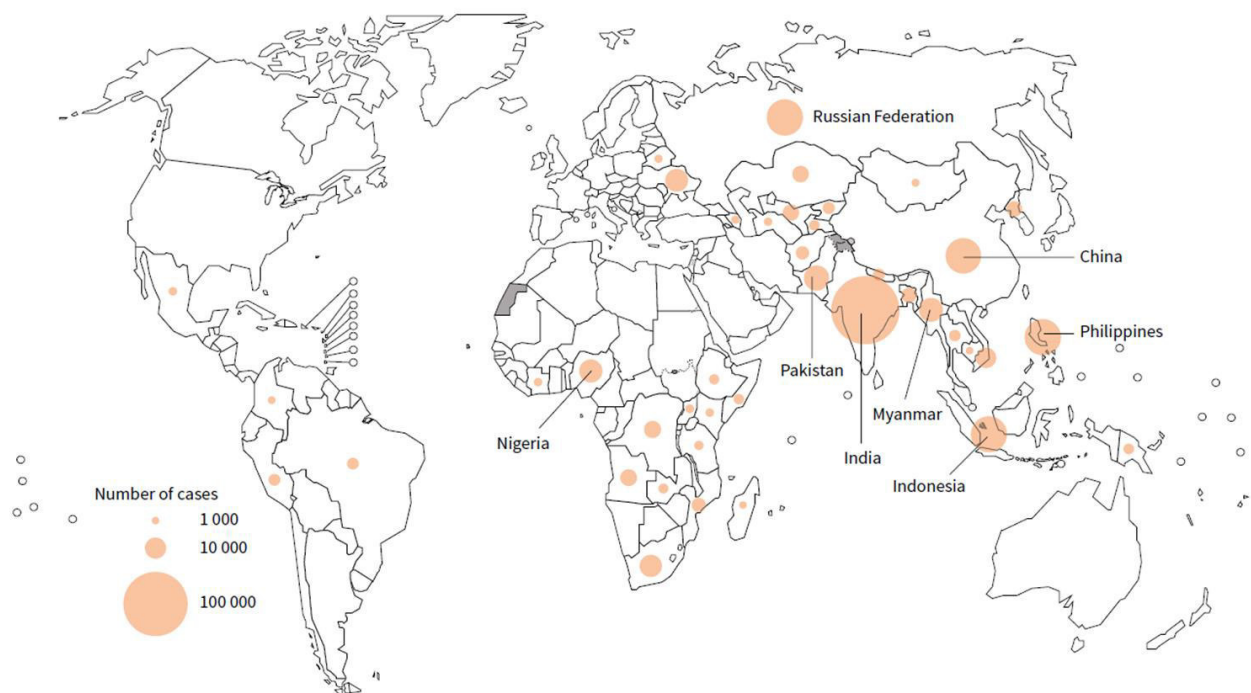 Russian Federation
China
Philippines
Pakistan
Myanmar
Nigeria
India
Indonesia
Number of cases
1 000
10 000
100 000